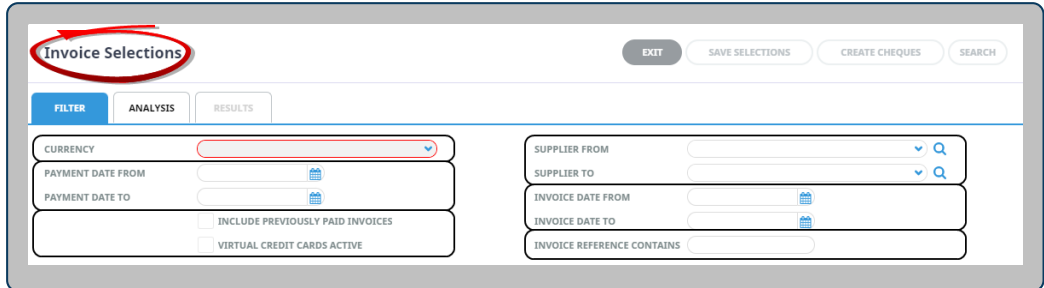 Invoice Selections
EXIT SAVE SELECTIONS CREATE CHEQUES SEARCH
FILTER ANALYSIS RESULTS
CURRENCY
PAYMENT DATE FROM
PAYMENT DATE TO
INCLUDE PREVIOUSLY PAID INVOICES
VIRTUAL CREDIT CARDS ACTIVE
SUPPLIER FROM
SUPPLIER TO
INVOICE DATE FROM
INVOICE DATE TO
INVOICE REFERENCE CONTAINS